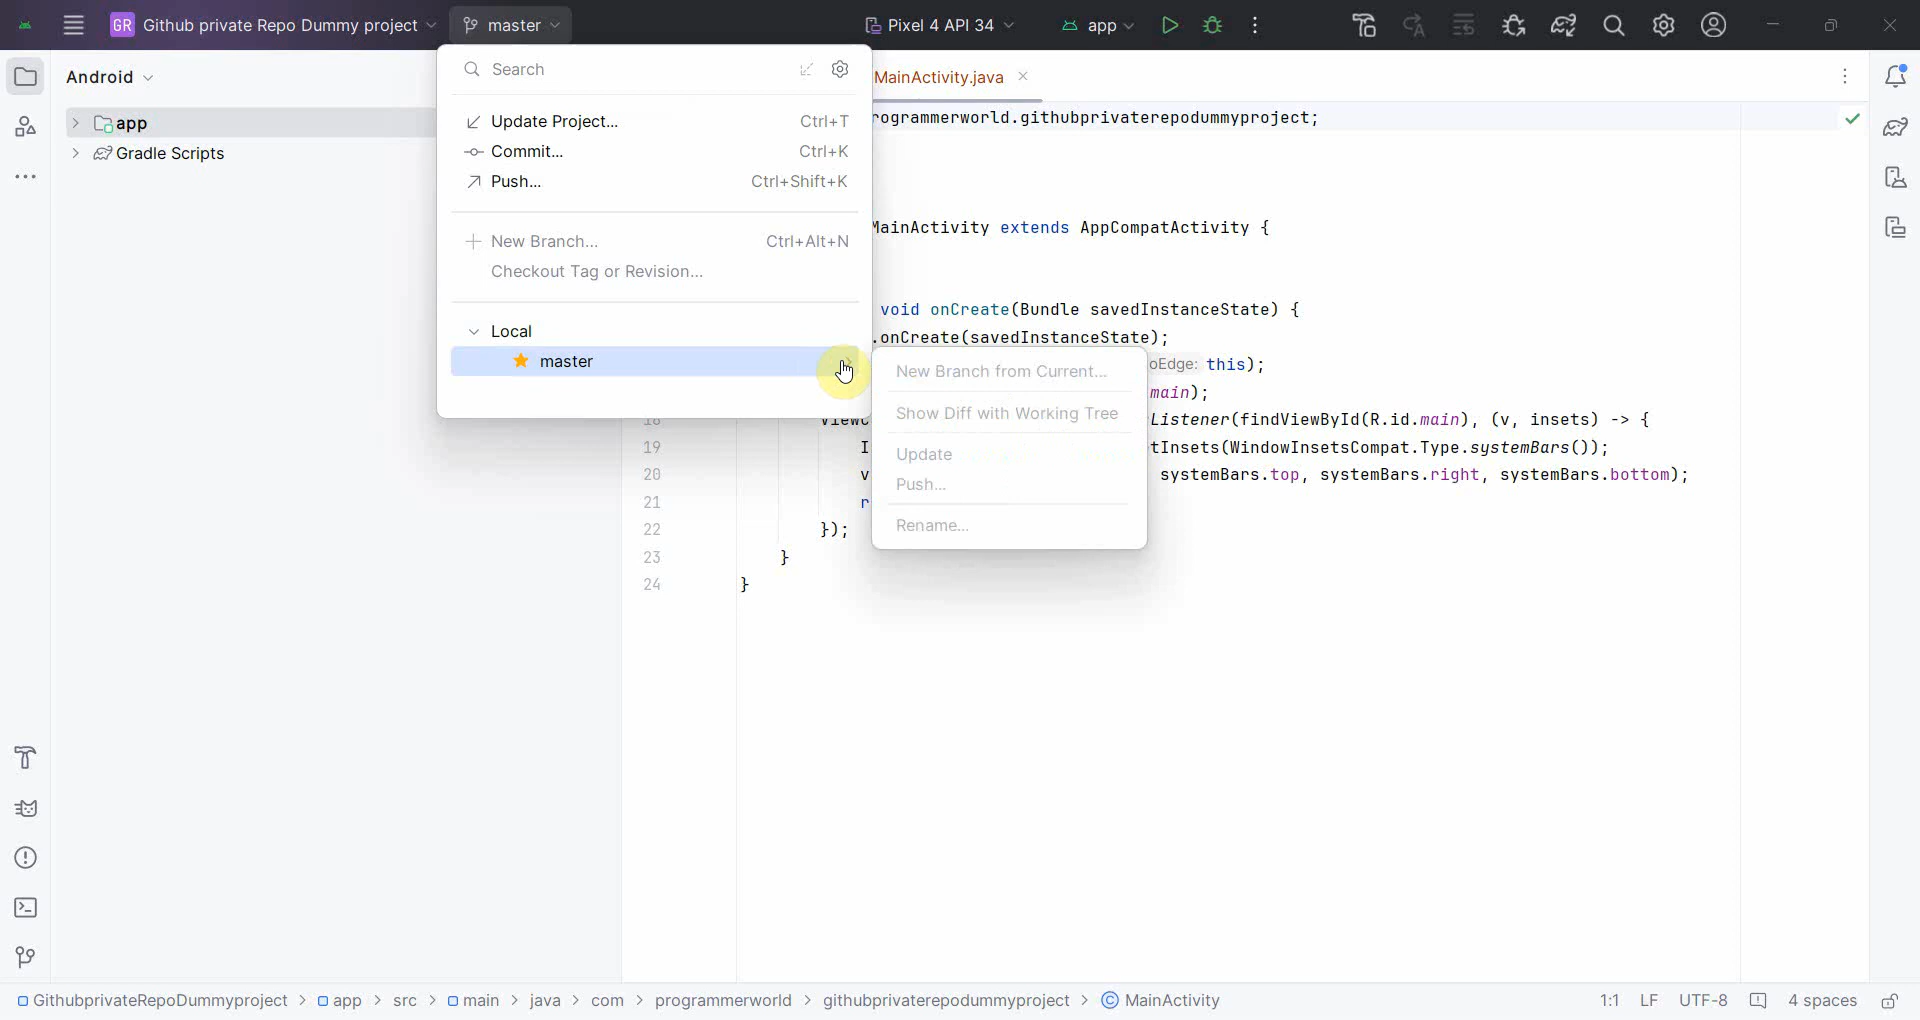 GR Github private Repo Dummy project master Pixel 4 API 34 app
Android
app
Gradle Scripts
Search
Update Project... Ctrl+T
Commit... Ctrl+K
Push... Ctrl+Shift+K
New Branch... Ctrl+Alt+N
Checkout Tag or Revision...
Local
master
New Branch from Current...
Show Diff with Working Tree
Update
Push...
Rename...
MainActivity.java
rogrammerworld.githubprivaterepodummyproject;
MainActivity extends AppCompatActivity {
void onCreate(Bundle savedInstanceState) {
.onCreate(savedInstanceState);
oEdge: this);
main);
Listener(findViewById(R.id.main), (v, insets) -> {
19 I tInsets(WindowInsetsCompat.Type.systemBars());
20 v systemBars.top, systemBars.right, systemBars.bottom);
21 r
22 });
23 }
24 }
GithubprivateRepoDummyproject > app > src > main > java > com > programmerworld > githubprivaterepodummyproject > MainActivity
1:1 LF UTF-8 4 spaces